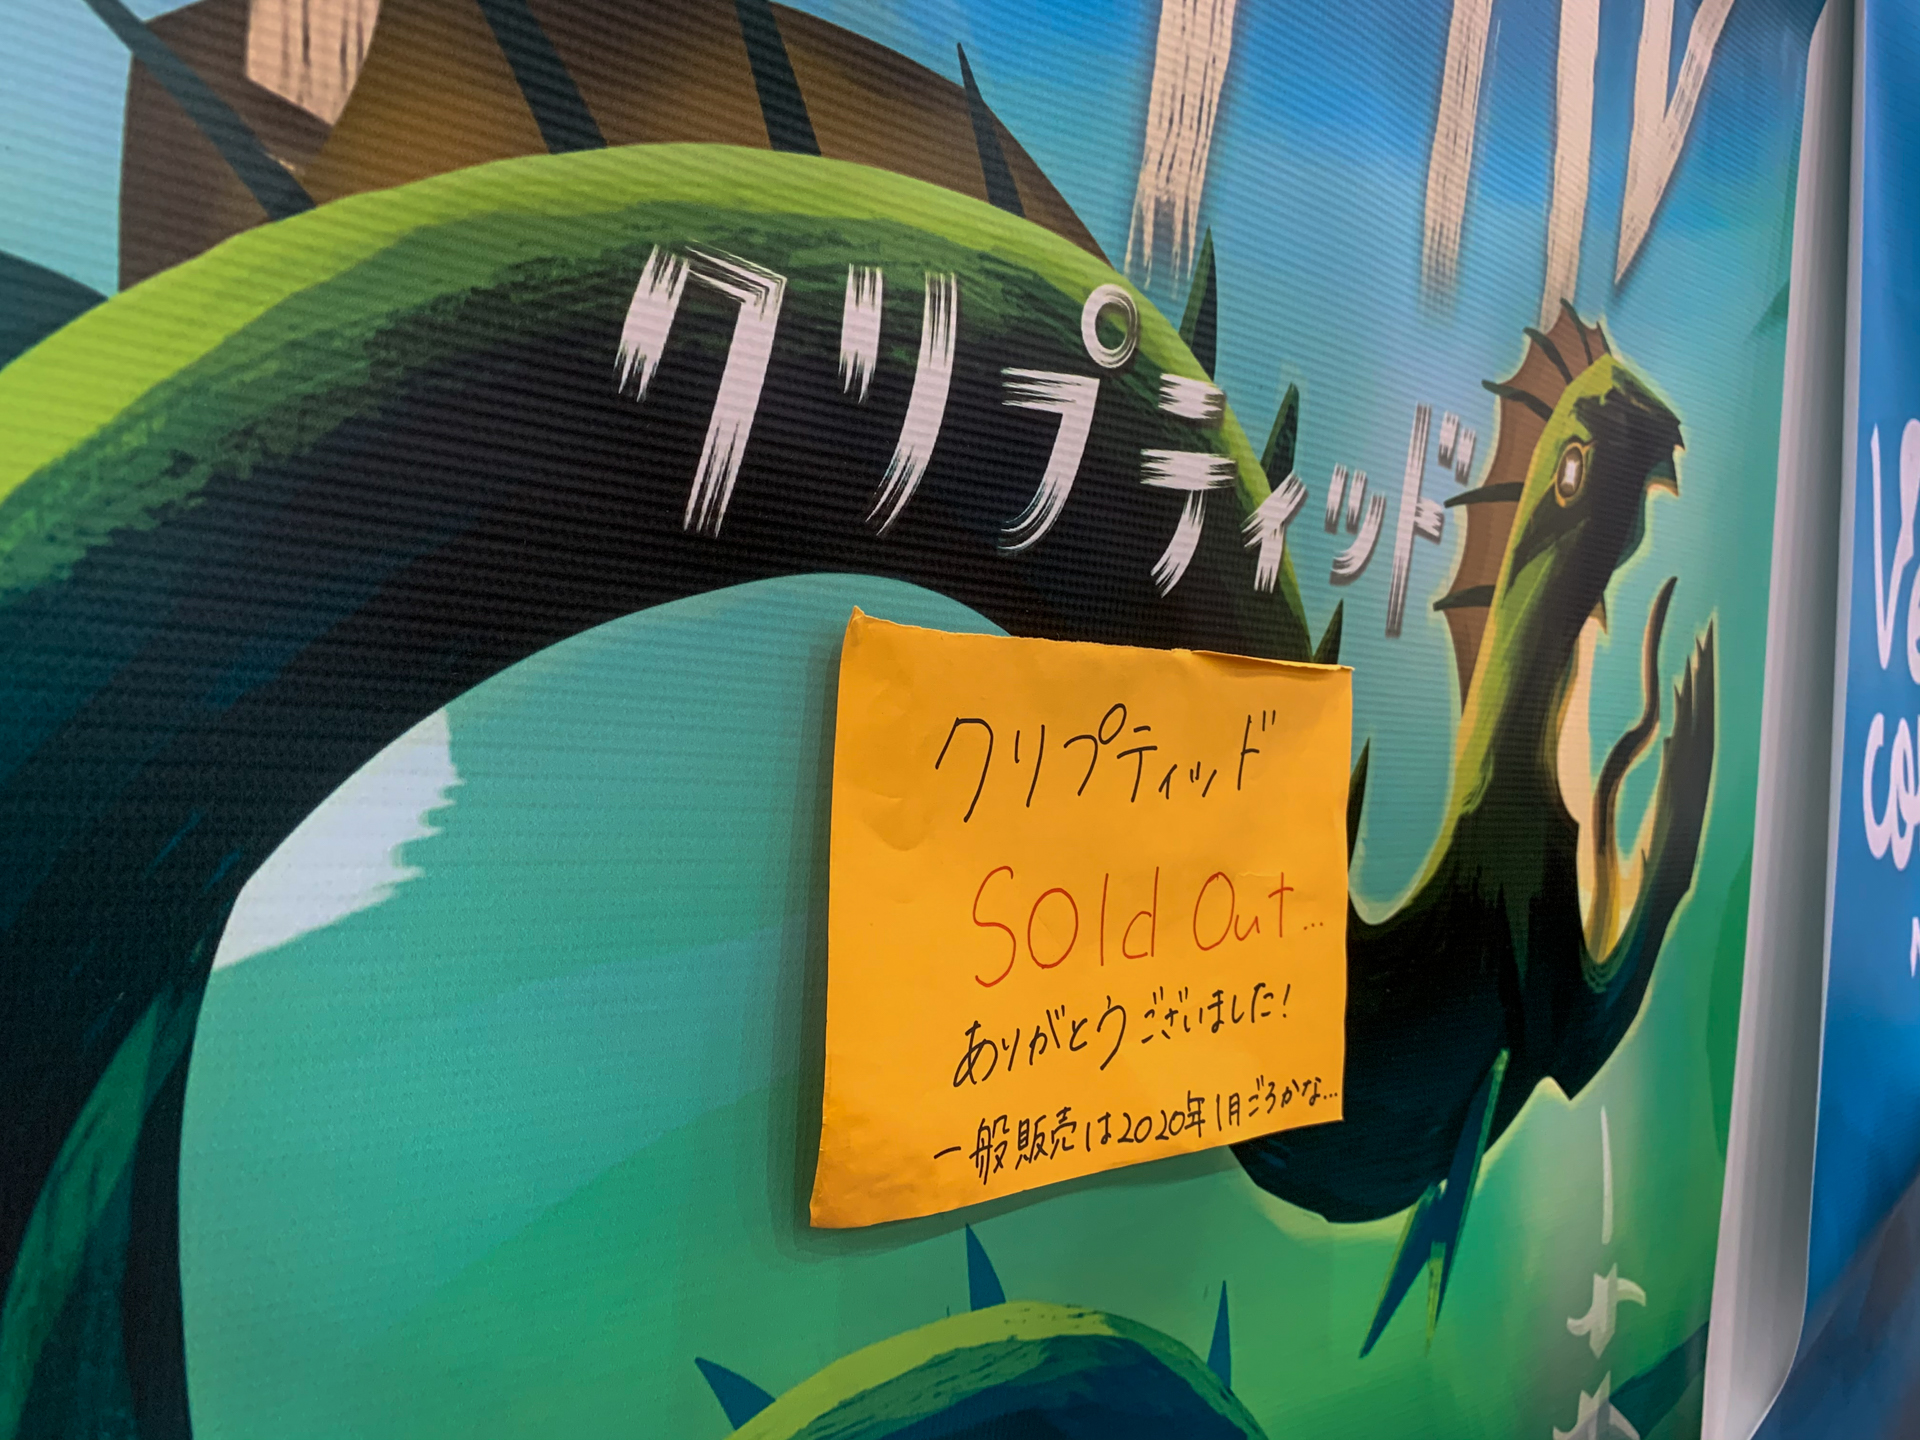 クリプティッド
クリプティッド
Sold Out...
ありがとうございました!
一般販売は2020年1月ごろかな...